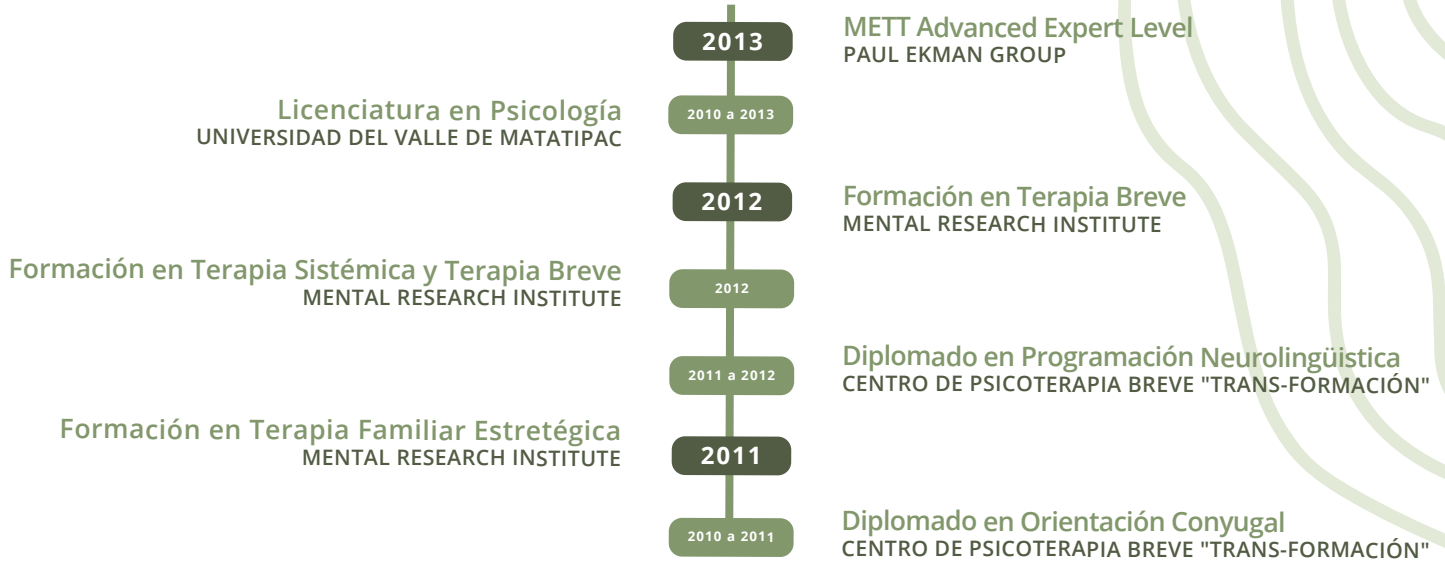 2013
METT Advanced Expert Level
PAUL EKMAN GROUP
Licenciatura en Psicología
UNIVERSIDAD DEL VALLE DE MATATIPAC
2010 a 2013
2012
Formación en Terapia Breve
MENTAL RESEARCH INSTITUTE
Formación en Terapia Sistémica y Terapia Breve
MENTAL RESEARCH INSTITUTE
2012
2011 a 2012
Diplomado en Programación Neurolingüistica
CENTRO DE PSICOTERAPIA BREVE "TRANS-FORMACIÓN"
Formación en Terapia Familiar Estretégica
MENTAL RESEARCH INSTITUTE
2011
2010 a 2011
Diplomado en Orientación Conyugal
CENTRO DE PSICOTERAPIA BREVE "TRANS-FORMACIÓN"